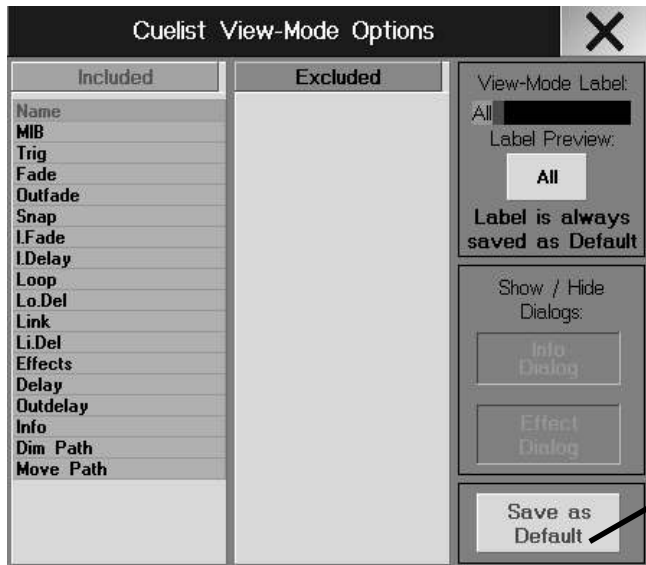 Cuelist View-Mode Options
Included
Name
MIB
Trig
Fade
Outfade
Snap
I.Fade
I.Delay
Loop
Lo.Del
Link
Li.Del
Effects
Delay
Outdelay
Info
Dim Path
Move Path
Excluded
View-Mode Label:
All
Label Preview:
All
Label is always
saved as Default
Show / Hide
Dialogs:
Info
Dialog
Effect
Dialog
Save as
Default